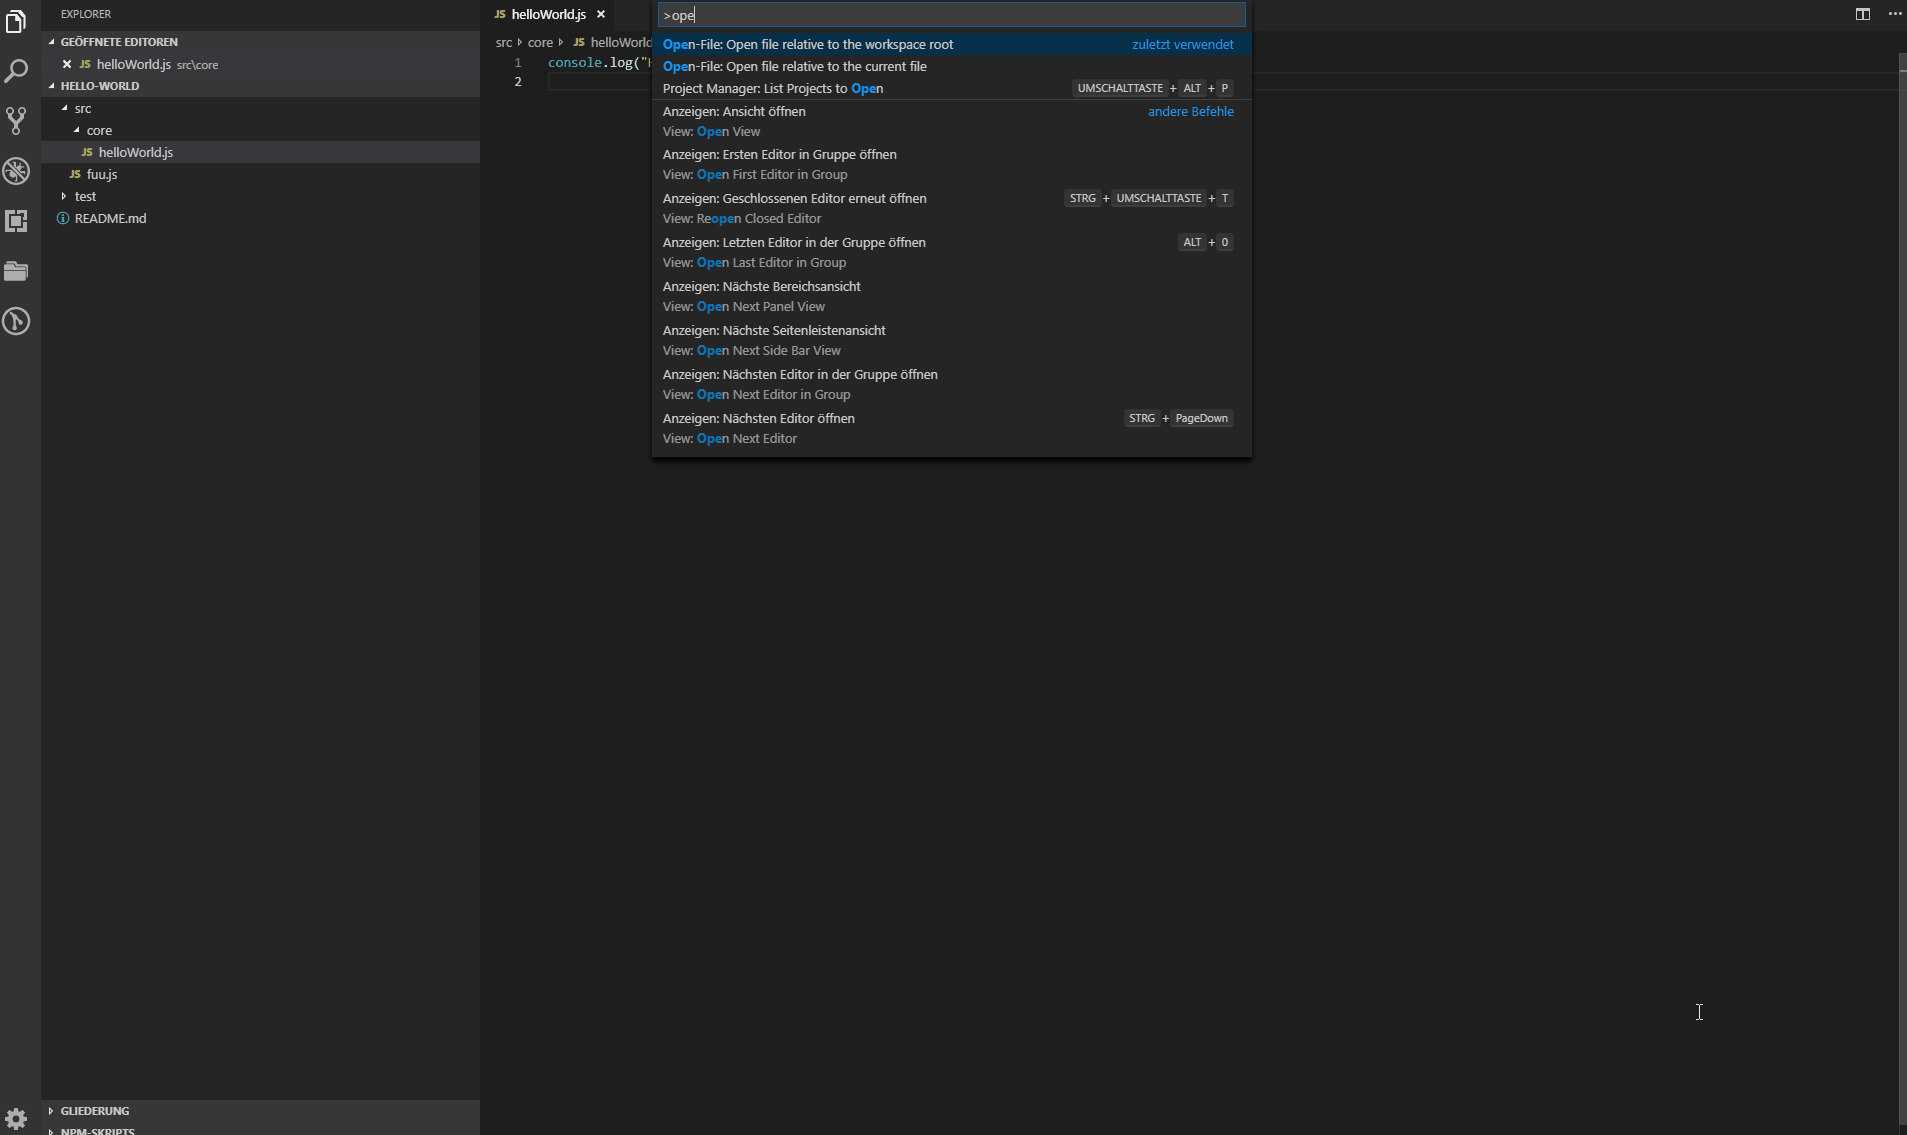 EXPLORER
GEÖFFNETE EDITOREN
JS helloWorld.js src\core
HELLO-WORLD
src
core
JS helloWorld.js
JS fuu.js
test
README.md
GLIEDERUNG
NPM-SKRIPTS
JS helloWorld.js
src core JS helloWorld
1 console.log("H
2
>ope
Open-File: Open file relative to the workspace root zuletzt verwendet
Open-File: Open file relative to the current file
Project Manager: List Projects to Open UMSCHALTTASTE + ALT + P
Anzeigen: Ansicht öffnen andere Befehle
View: Open View
Anzeigen: Ersten Editor in Gruppe öffnen
View: Open First Editor in Group
Anzeigen: Geschlossenen Editor erneut öffnen STRG + UMSCHALTTASTE + T
View: Reopen Closed Editor
Anzeigen: Letzten Editor in der Gruppe öffnen ALT + 0
View: Open Last Editor in Group
Anzeigen: Nächste Bereichsansicht
View: Open Next Panel View
Anzeigen: Nächste Seitenleistenansicht
View: Open Next Side Bar View
Anzeigen: Nächsten Editor in der Gruppe öffnen
View: Open Next Editor in Group
Anzeigen: Nächsten Editor öffnen STRG + PageDown
View: Open Next Editor